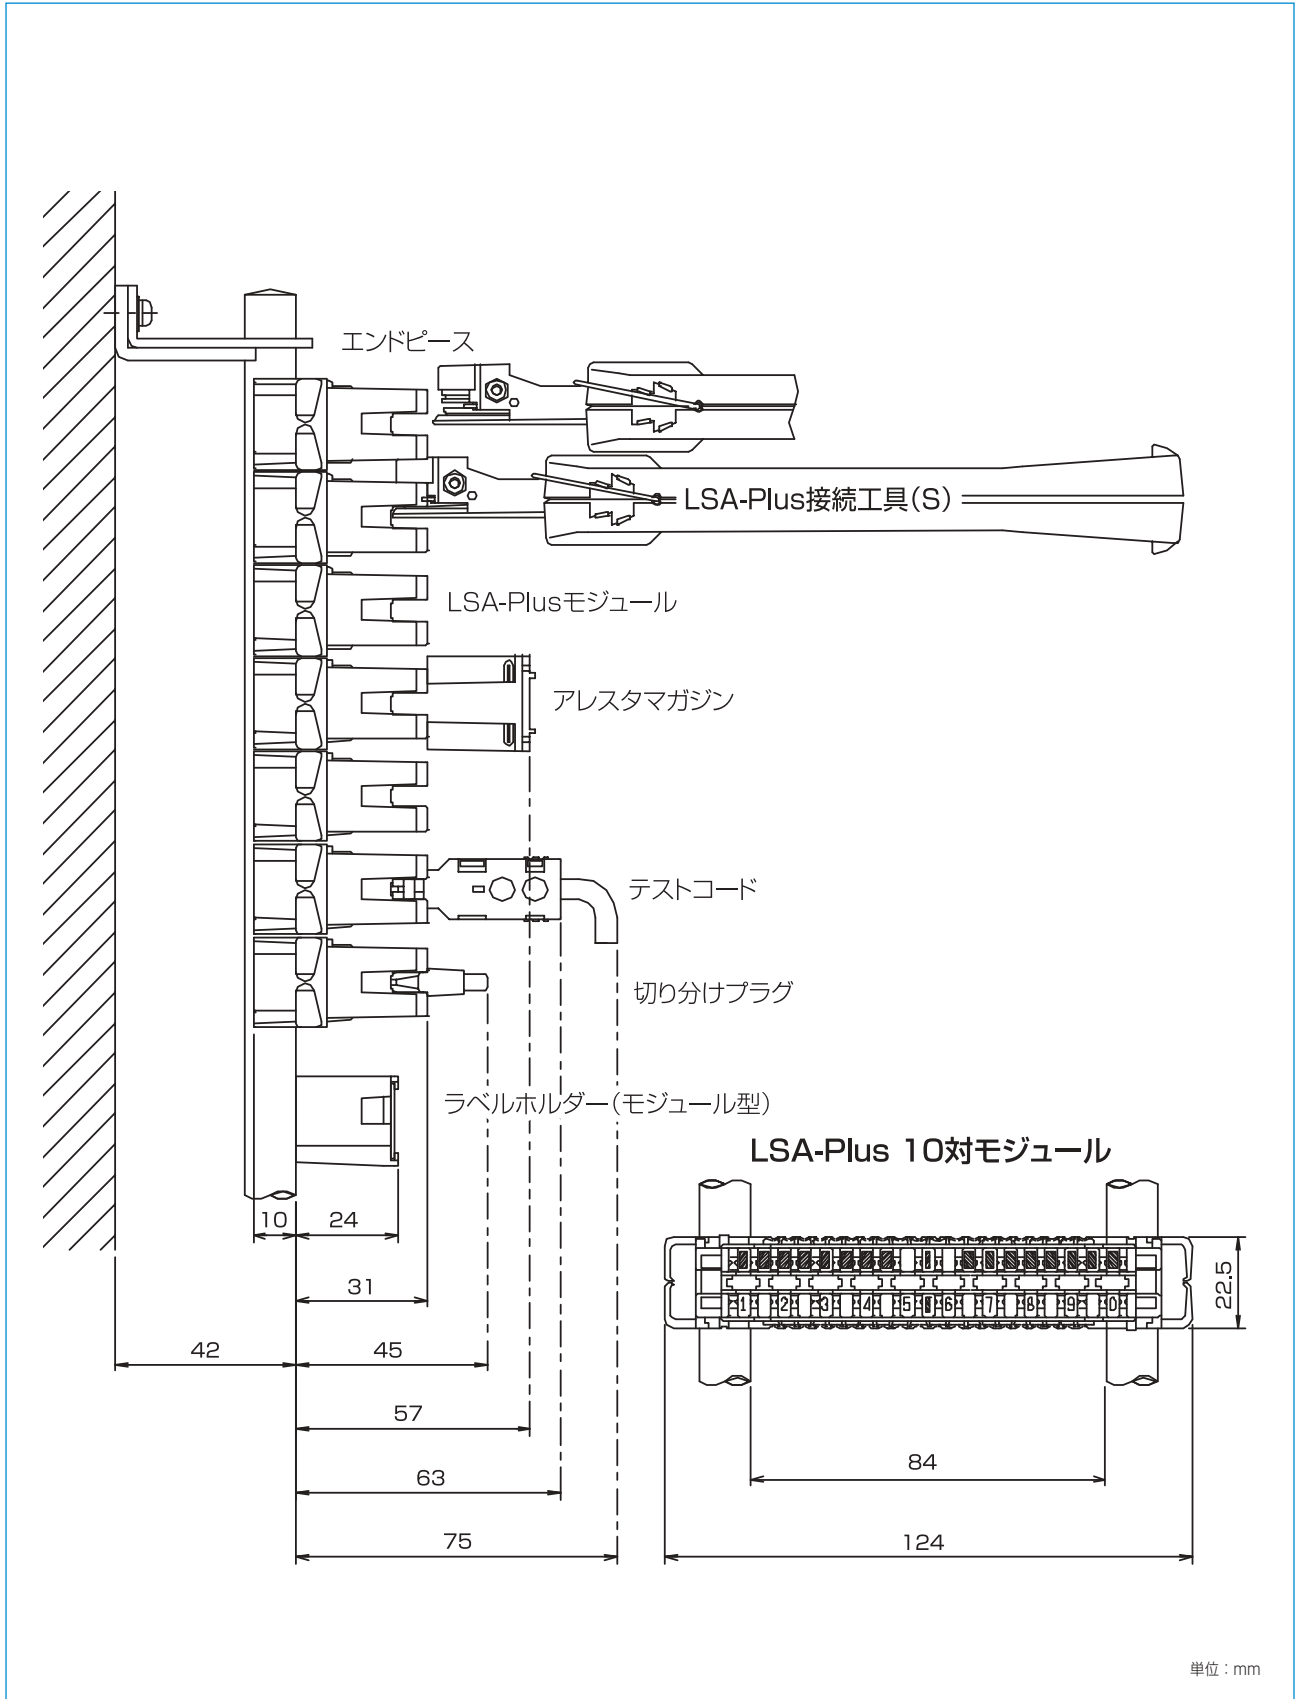 エンドピース
LSA-Plus接続工具(S)
LSA-Plusモジュール
アレスタマガジン
テストコード
切り分けプラグ
ラベルホルダー(モジュール型)
LSA-Plus 10対モジュール
10
24
31
42
45
57
63
75
1 2 3 4 5 6 7 8 9 0
22.5
84
124
単位：mm